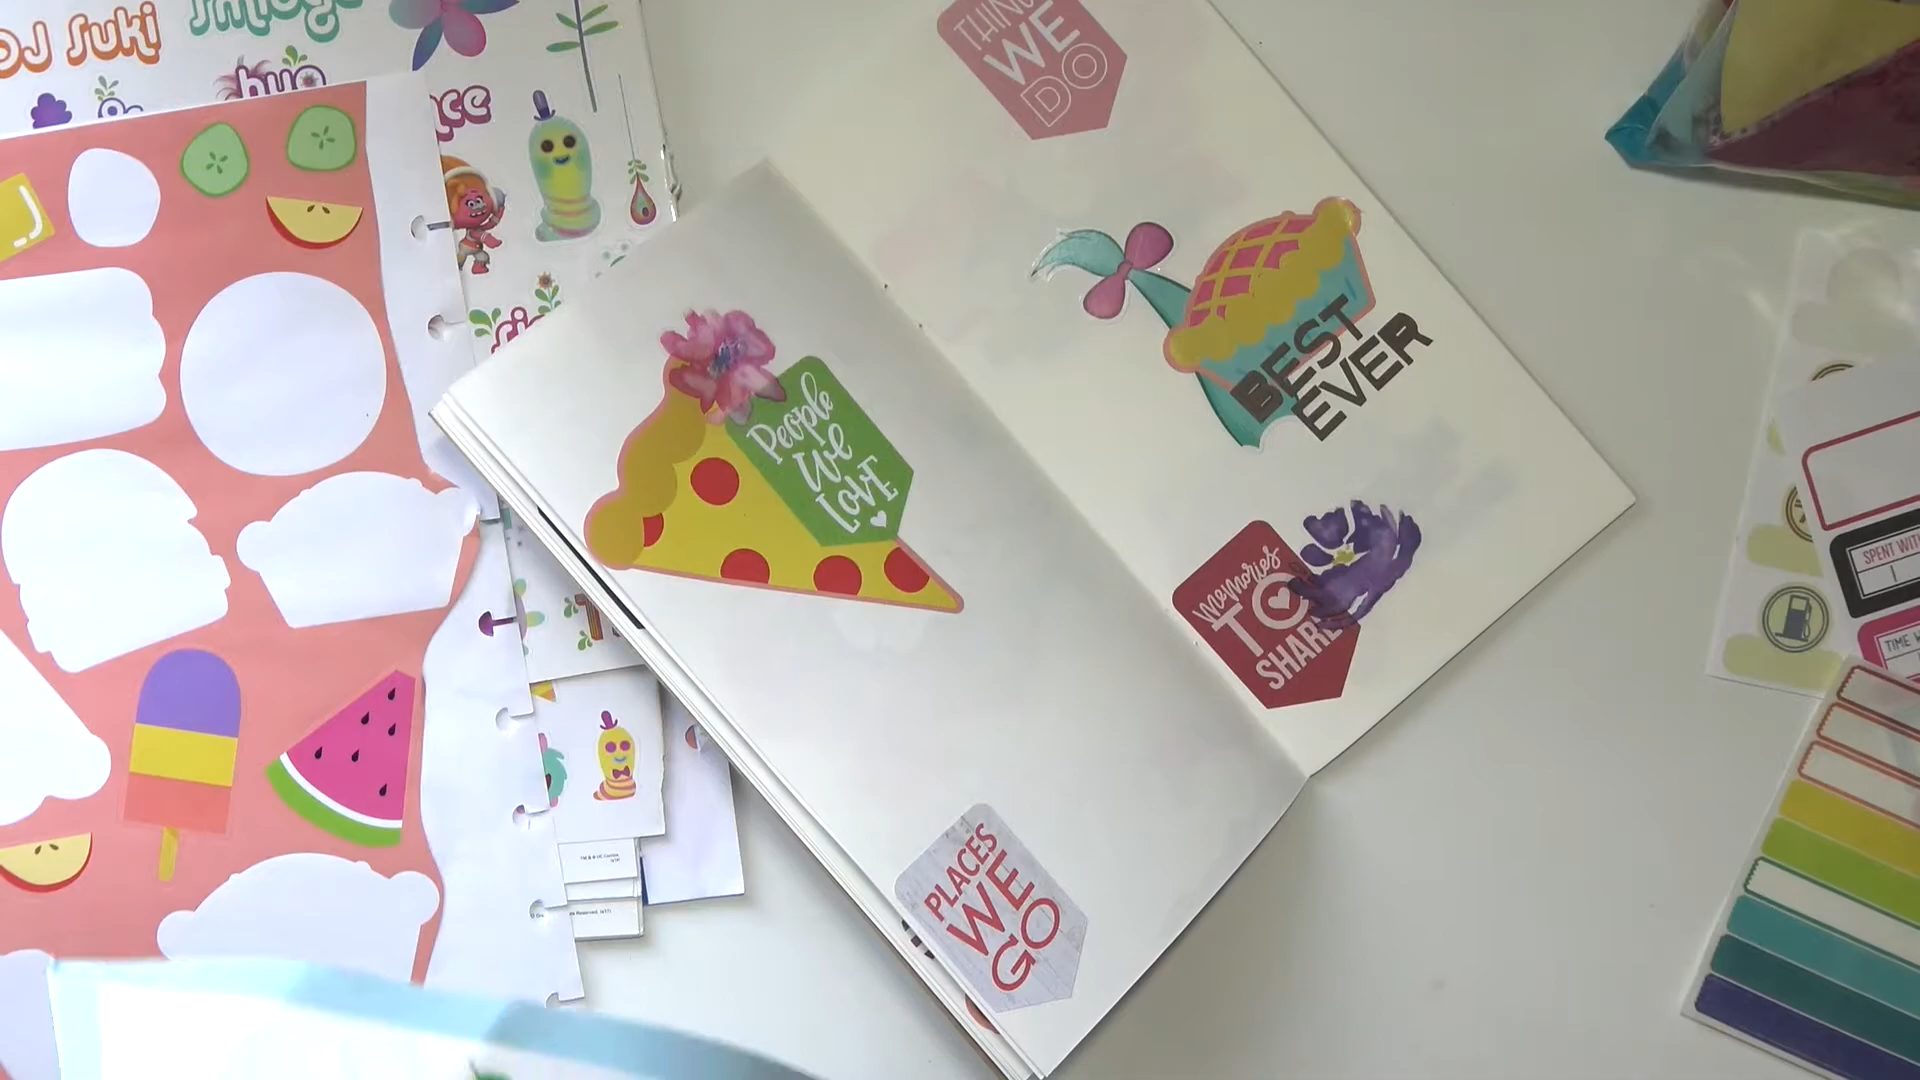 DJ Suki
Smidge
hug
THINGS
WE
DO
BEST
EVER
People
We
LOVE
Memories
TO
SHARE
PLACES
WE
GO
SPENT WITH
TIME W